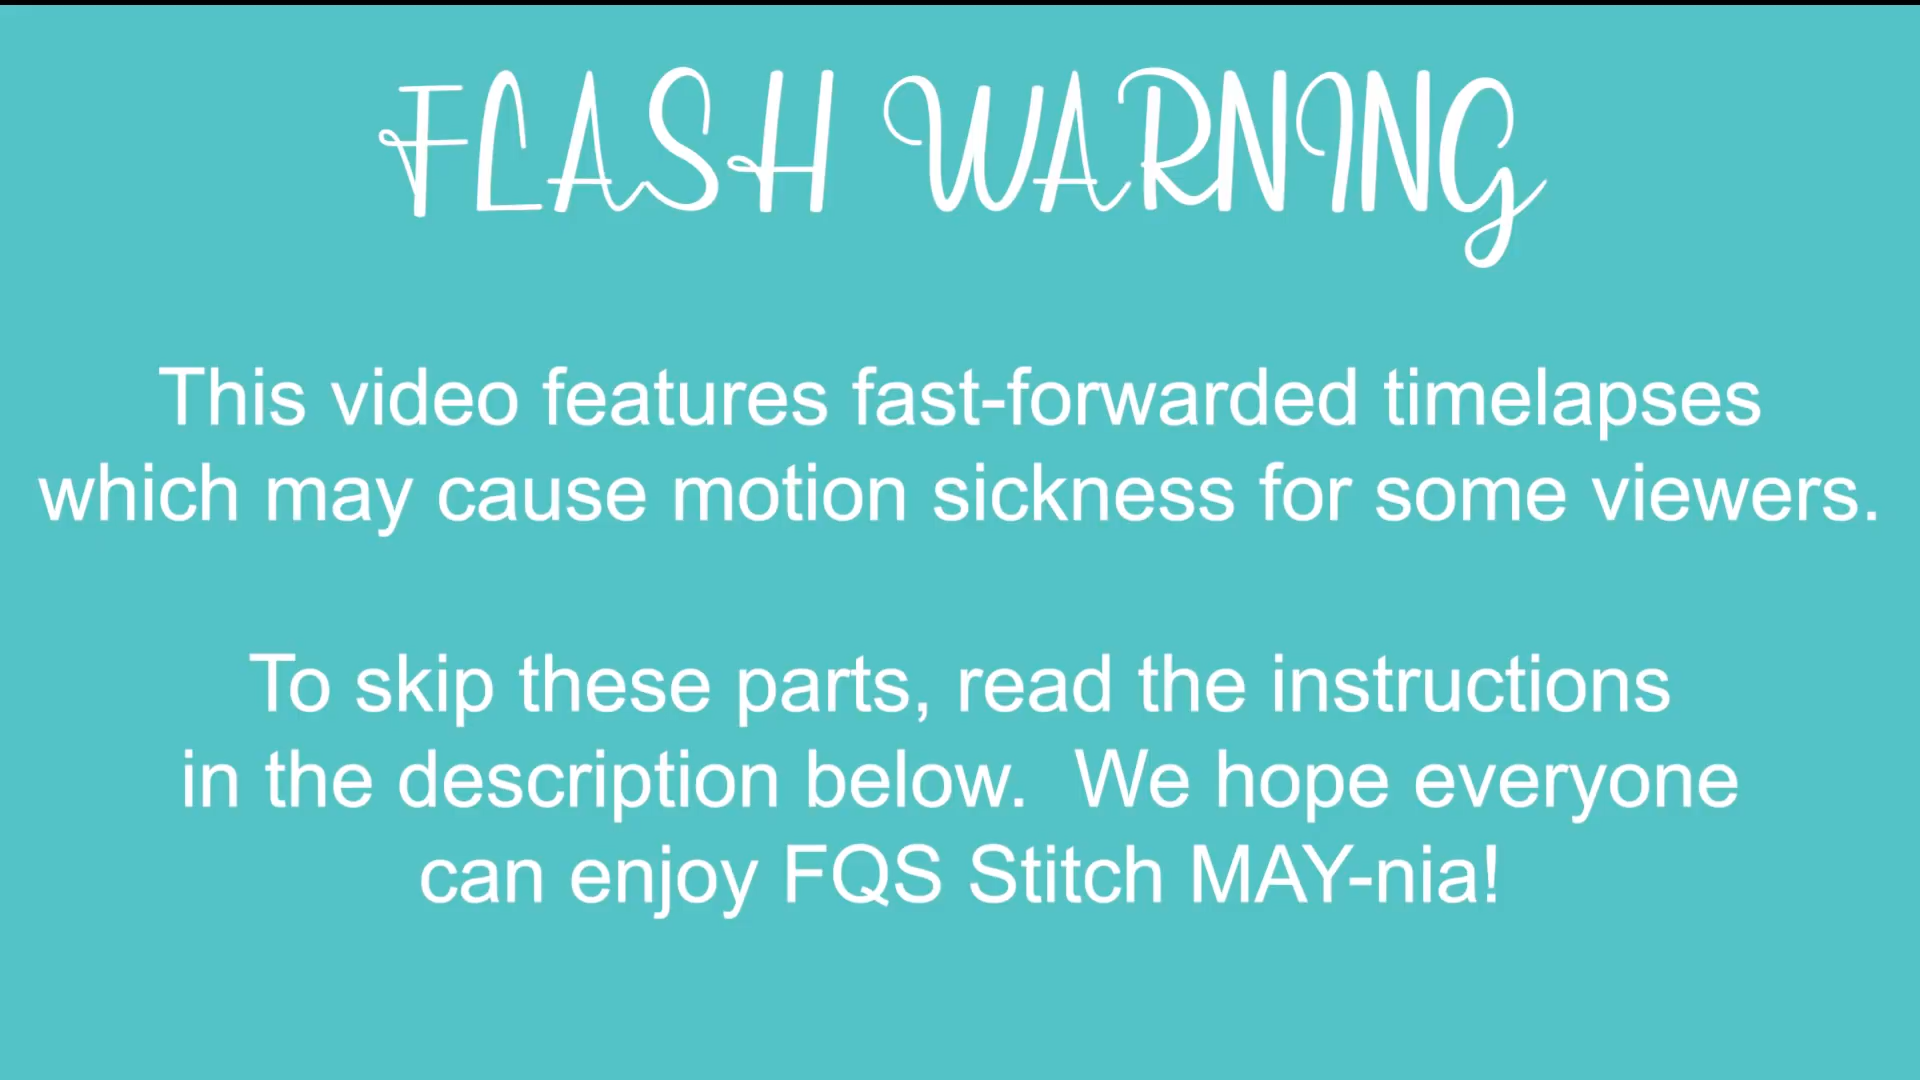 FLASH WARNING
This video features fast-forwarded timelapses
which may cause motion sickness for some viewers.
To skip these parts, read the instructions
in the description below.  We hope everyone
can enjoy FQS Stitch MAY-nia!